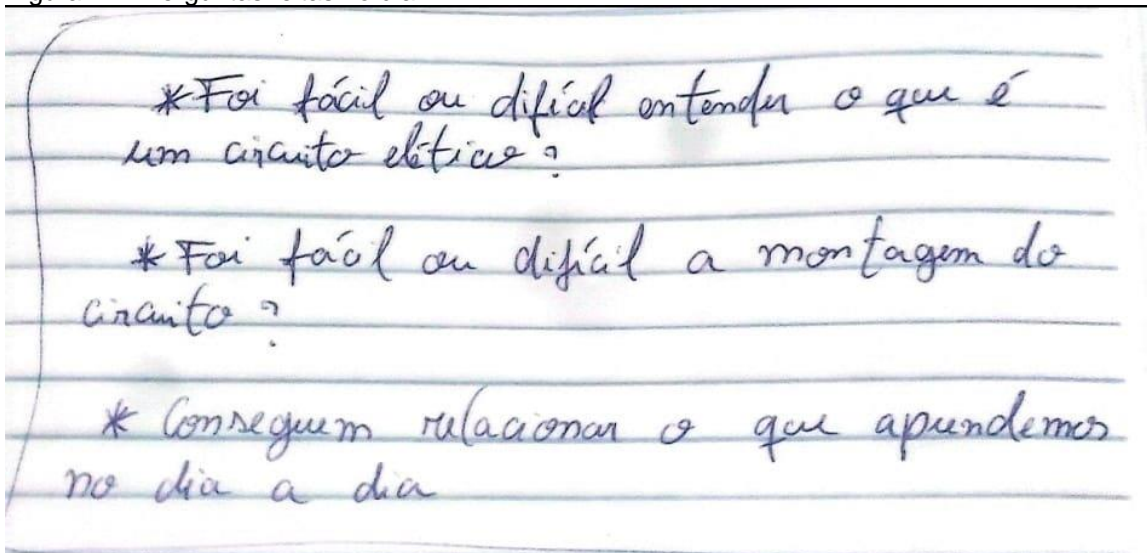 * Foi fácil ou difícil entender o que é
um circuito elético?
* Foi fácil ou difícil a montagem do
circuito?
* Conseguem relacionar o que aprendemos
no dia a dia